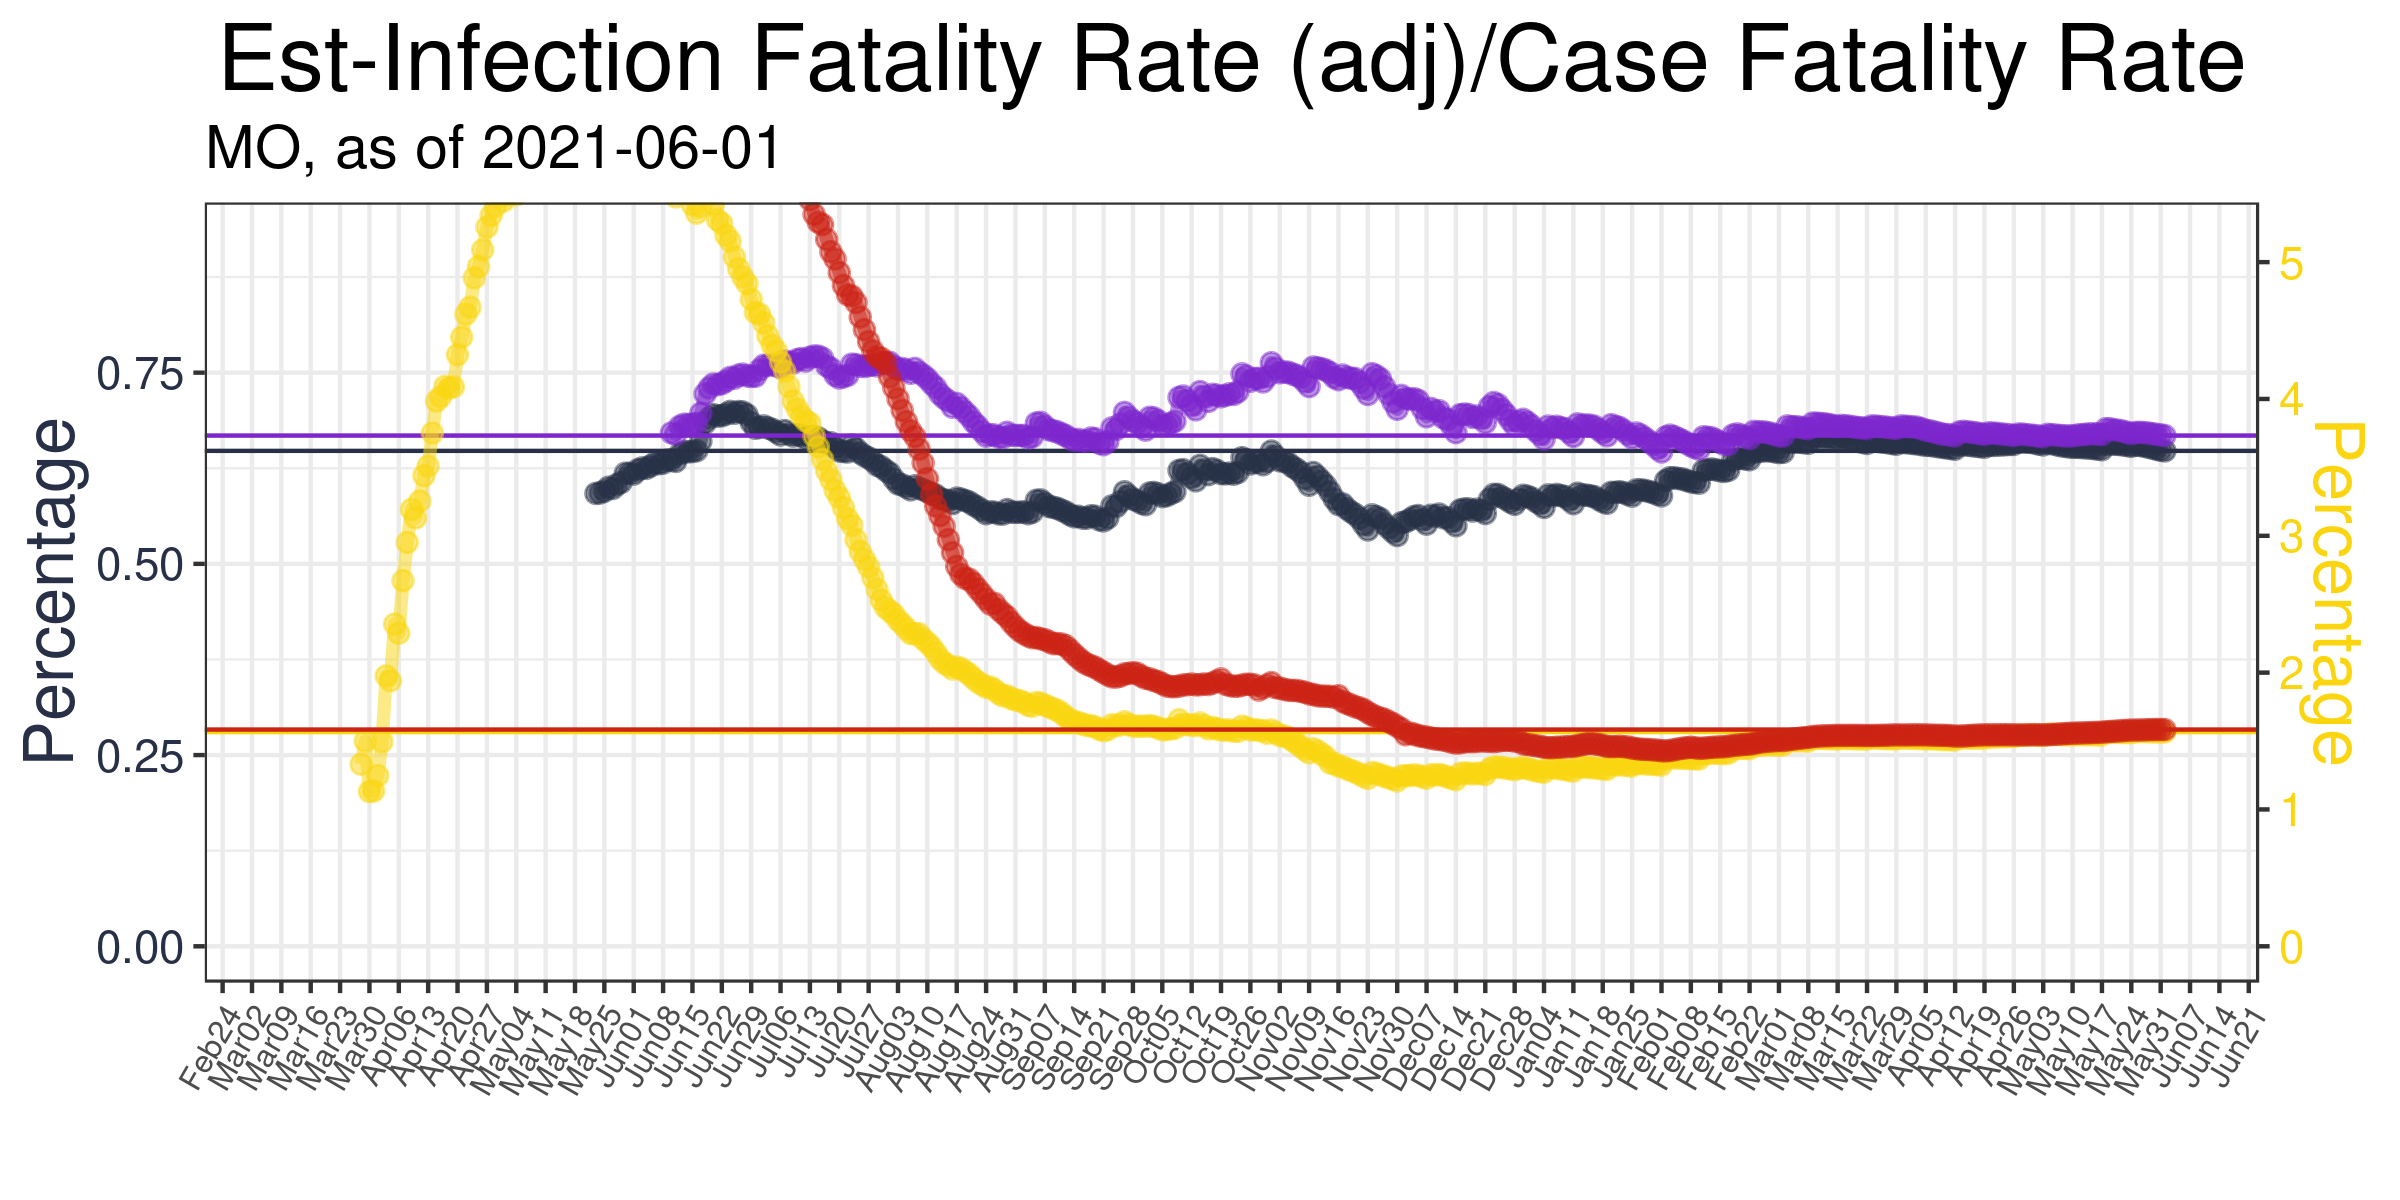 Est-Infection Fatality Rate (adj)/Case Fatality Rate
MO, as of 2021-06-01
Percentage
0.75
0.50
0.25
0.00
5
4
3
2
1
0
Percentage
Feb24
Mar02
Mar09
Mar16
Mar23
Mar30
Apr06
Apr13
Apr20
Apr27
May04
May11
May18
May25
Jun01
Jun08
Jun15
Jun22
Jun29
Jul06
Jul13
Jul20
Jul27
Aug03
Aug10
Aug17
Aug24
Aug31
Sep07
Sep14
Sep21
Sep28
Oct05
Oct12
Oct19
Oct26
Nov02
Nov09
Nov16
Nov23
Nov30
Dec07
Dec14
Dec21
Dec28
Jan04
Jan11
Jan18
Jan25
Feb01
Feb08
Feb15
Feb22
Mar01
Mar08
Mar15
Mar22
Mar29
Apr05
Apr12
Apr19
Apr26
May03
May10
May17
May24
May31
Jun07
Jun14
Jun21